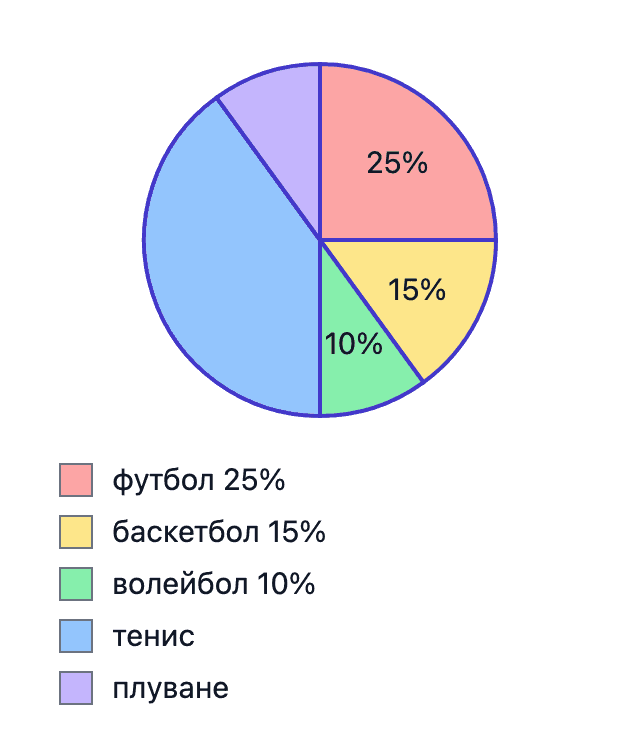 25%
15%
10%
футбол 25%
баскетбол 15%
волейбол 10%
тенис
плуване